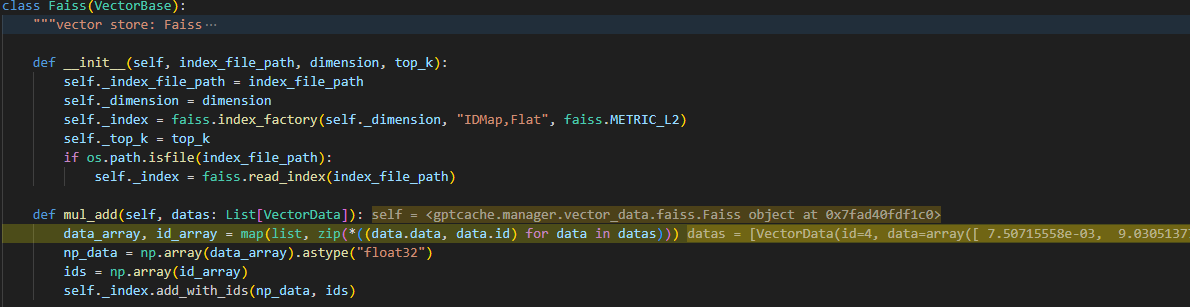 class Faiss(VectorBase):
    """vector store: Faiss ···
    def __init__(self, index_file_path, dimension, top_k):
        self._index_file_path = index_file_path
        self._dimension = dimension
        self._index = faiss.index_factory(self._dimension, "IDMap,Flat", faiss.METRIC_L2)
        self._top_k = top_k
        if os.path.isfile(index_file_path):
            self._index = faiss.read_index(index_file_path)
    def mul_add(self, datas: List[VectorData]): self = <gptcache.manager.vector_data.faiss.Faiss object at 0x7fad40fdf1c0>
        data_array, id_array = map(list, zip(*((data.data, data.id) for data in datas))) datas = [VectorData(id=4, data=array([ 7.50715558e-03,  9.0305137
        np_data = np.array(data_array).astype("float32")
        ids = np.array(id_array)
        self._index.add_with_ids(np_data, ids)